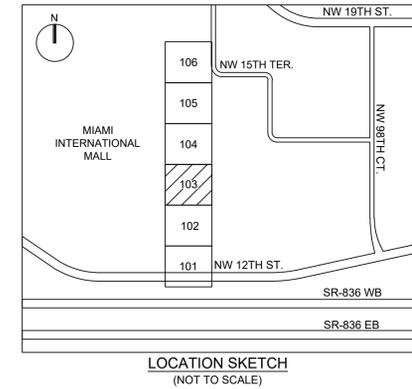 NW 19TH ST.
N
106
NW 15TH TER.
105
NW 98TH CT.
MIAMI
INTERNATIONAL
MALL
104
103
102
101
NW 12TH ST.
SR-836 WB
SR-836 EB
LOCATION SKETCH
(NOT TO SCALE)